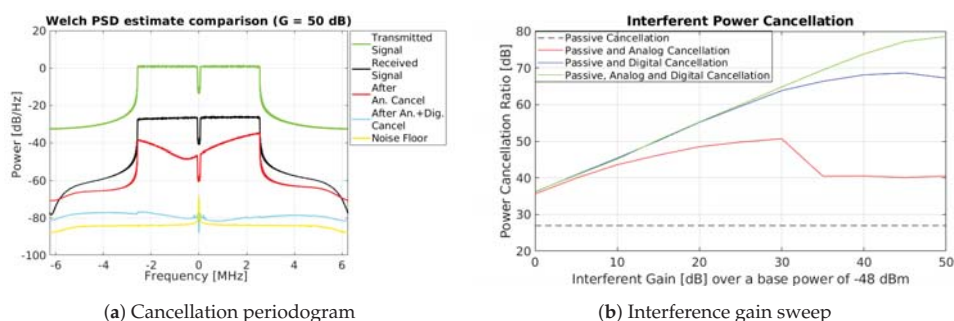 Welch PSD estimate comparison (G = 50 dB)
20
0
-20
-40
-60
-80
-100
Power [dB/Hz]
-6
-4
-2
0
2
4
6
Frequency [MHz]
Transmitted
Signal
Received
Signal
After
An. Cancel
After An.+Dig.
Cancel
Noise Floor
(a) Cancellation periodogram
Interferent Power Cancellation
80
70
60
50
40
30
20
Power Cancellation Ratio [dB]
Passive Cancellation
Passive and Analog Cancellation
Passive and Digital Cancellation
Passive, Analog and Digital Cancellation
0
10
20
30
40
50
Interferent Gain [dB] over a base power of -48 dBm
(b) Interference gain sweep